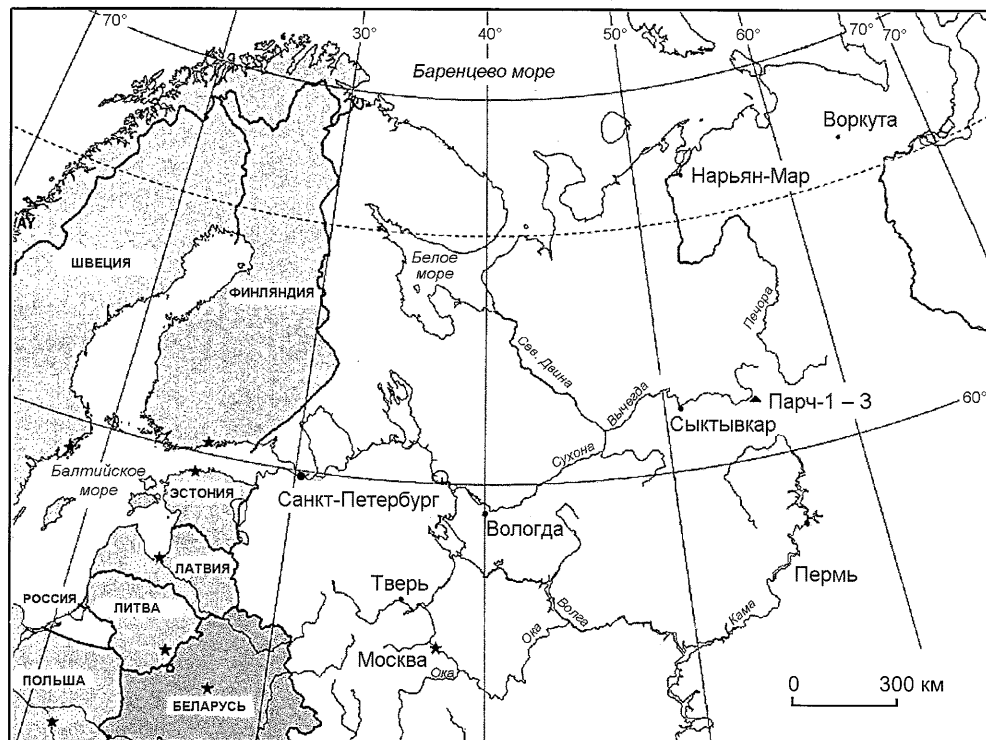 70°
30°
40°
50°
60°
70°
70°
Баренцево море
Воркута
Нарьян-Мар
АУ
ШВЕЦИЯ
Белое
море
ФИНЛЯНДИЯ
Печора
Сев. Двина
Вычегда
Парч-1 – 3
60°
Сыктывкар
Сухона
Балтийское
море
ЭСТОНИЯ
Санкт-Петербург
Вологда
ЛАТВИЯ
Тверь
Пермь
РОССИЯ
ЛИТВА
Волга
Кама
Ока
Москва
Ока
ПОЛЬША
БЕЛАРУСЬ
0 300 км